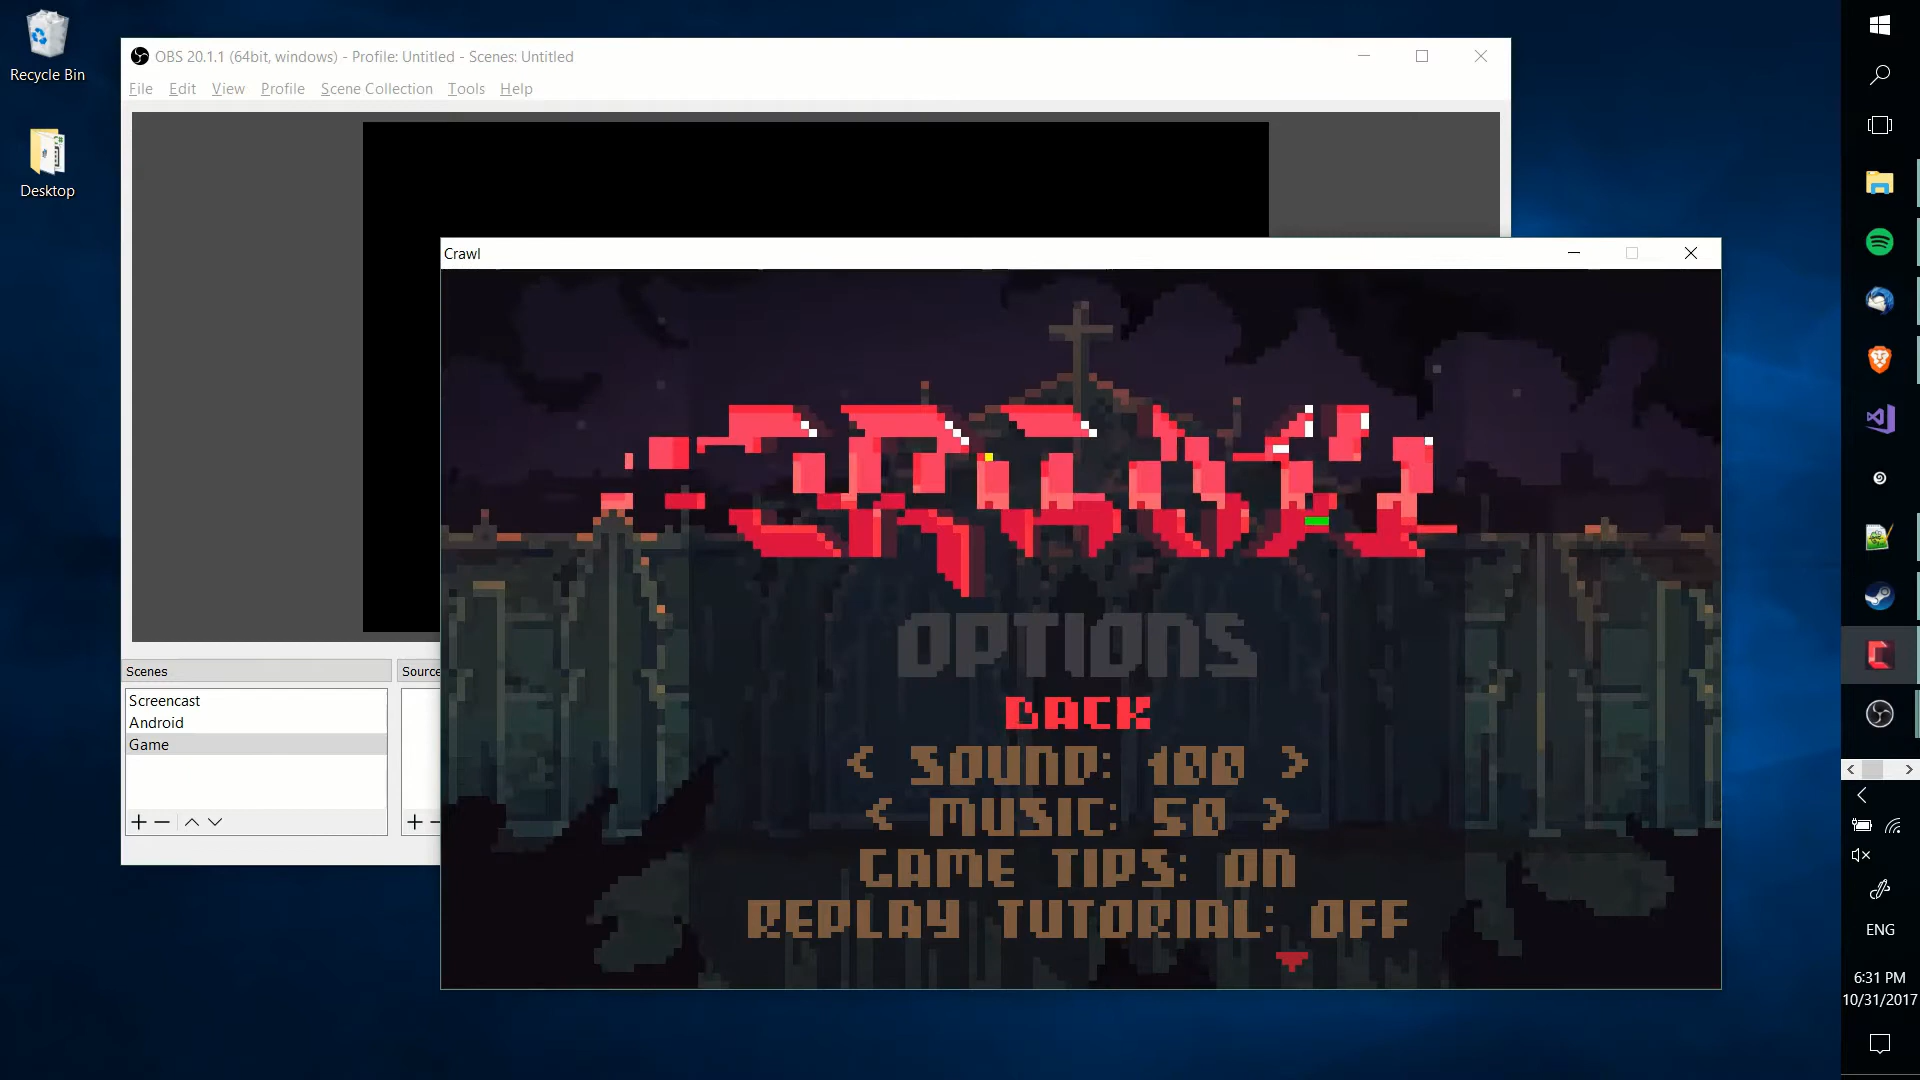 Recycle Bin
Desktop
OBS 20.1.1 (64bit, windows) - Profile: Untitled - Scenes: Untitled
File Edit View Profile Scene Collection Tools Help
Crawl
CRAWL
OPTIONS
BACK
< SOUND: 100 >
< MUSIC: 50 >
GAME TIPS: ON
REPLAY TUTORIAL: OFF
Scenes
Source
Screencast
Android
Game
ENG
6:31 PM
10/31/2017